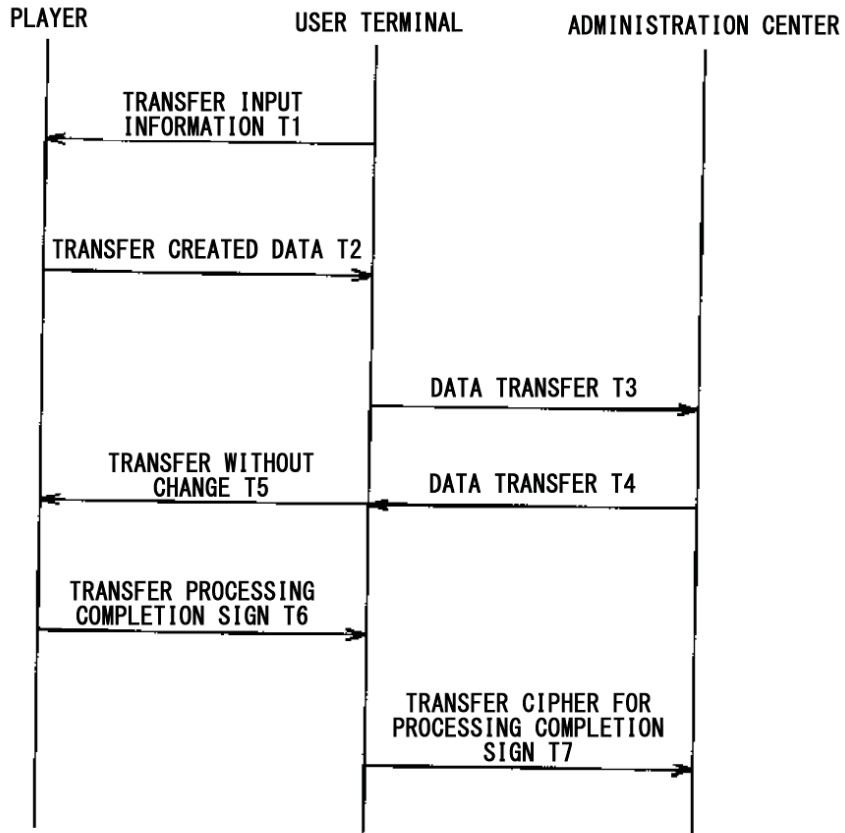 PLAYER
USER TERMINAL
ADMINISTRATION CENTER
TRANSFER INPUT
INFORMATION T1
TRANSFER CREATED DATA T2
DATA TRANSFER T3
TRANSFER WITHOUT
CHANGE T5
DATA TRANSFER T4
TRANSFER PROCESSING
COMPLETION SIGN T6
TRANSFER CIPHER FOR
PROCESSING COMPLETION
SIGN T7